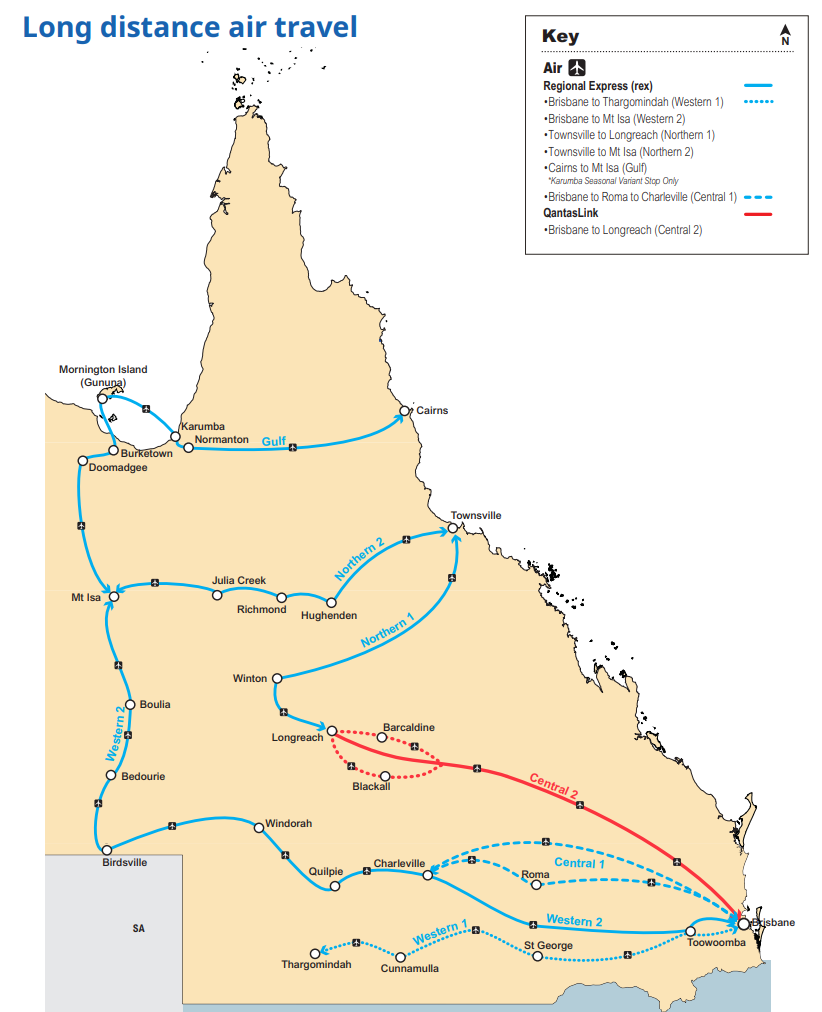 Long distance air travel
Key
N
Air
Regional Express (rex)
•Brisbane to Thargomindah (Western 1)
•Brisbane to Mt Isa (Western 2)
•Townsville to Longreach (Northern 1)
•Townsville to Mt Isa (Northern 2)
•Cairns to Mt Isa (Gulf)
*Karumba Seasonal Variant Stop Only
•Brisbane to Roma to Charleville (Central 1)
QantasLink
•Brisbane to Longreach (Central 2)
Mornington Island
(Gununa)
Cairns
Karumba
Normanton
Gulf
Burketown
Doomadgee
Townsville
Northern 2
Julia Creek
Mt Isa
Richmond
Hughenden
Northern 1
Winton
Boulia
Western 2
Barcaldine
Longreach
Bedourie
Blackall
Central 2
Windorah
Birdsville
Charleville
Central 1
Quilpie
Roma
Western 2
Brisbane
SA
Western 1
Toowoomba
St George
Thargomindah
Cunnamulla